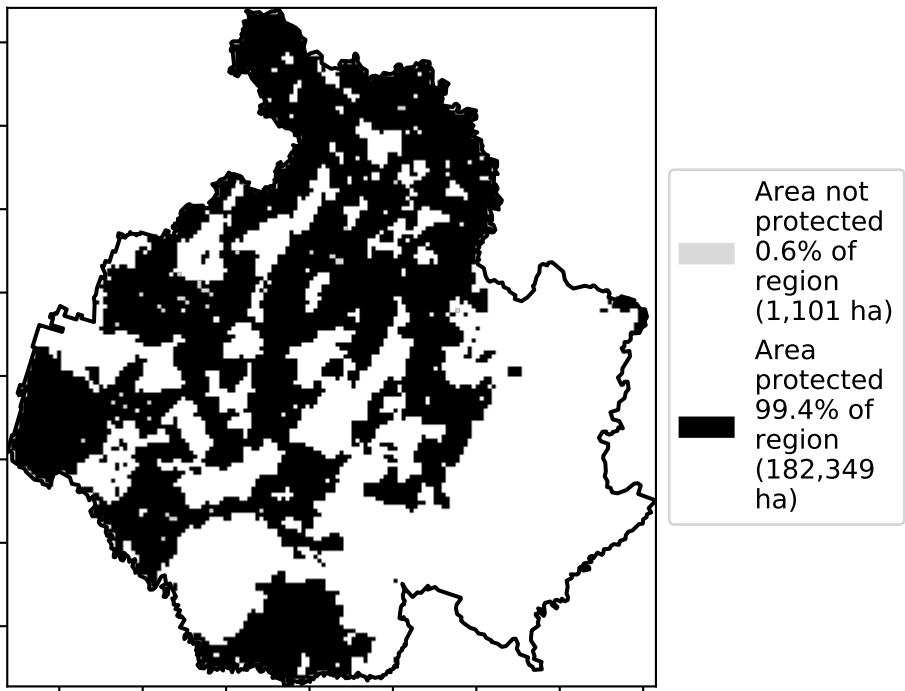 Area not
protected
0.6% of
region
(1,101 ha)
Area
protected
99.4% of
region
(182,349
ha)